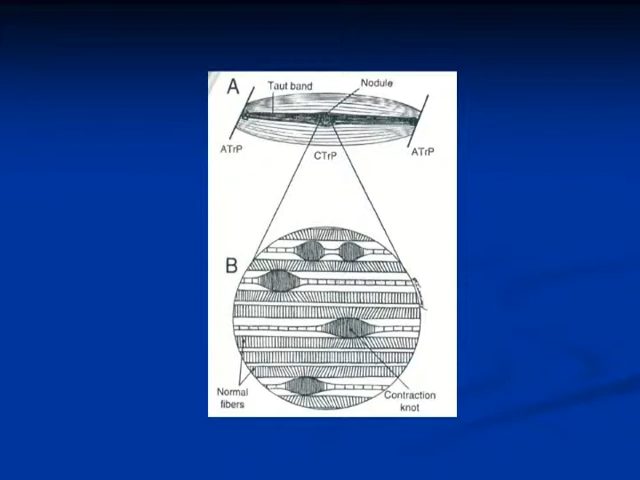 A
Taut band
Nodule
ATrP
CTrP
ATrP
B
Normal
fibers
Contraction
knot